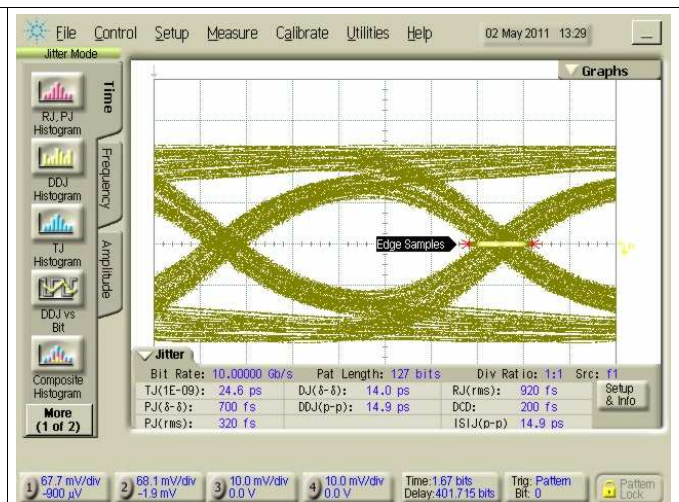 File Control Setup Measure Calibrate Utilities Help 02 May 2011 13:29
Jitter Mode
Graphs
Time
Frequency
Amplitude
RJ, PJ
Histogram
DDJ
Histogram
TJ
Histogram
DDJ vs
Bit
Composite
Histogram
More
(1 of 2)
Edge Samples
Jitter
Bit Rate: 10.00000 Gb/s Pat Length: 127 bits Div Ratio: 1:1 Src: f1
TJ(1E-09): 24.6 ps DJ(δ-δ): 14.0 ps RJ(rms): 920 fs
PJ(δ-δ): 700 fs DDJ(p-p): 14.9 ps DCD: 200 fs
PJ(rms): 320 fs ISIJ(p-p) 14.9 ps
Setup
& Info
1) 67.7 mV/div 2) 68.1 mV/div 3) 10.0 mV/div 4) 10.0 mV/div Time:1.67 bits Trig: Pattern Pattern
-900 µV -1.9 mV 0.0 V 0.0 V Delay:401.715 bits Bit: 0 Lock